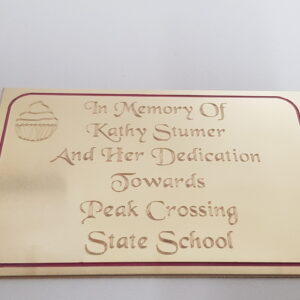 In Memory Of
Kathy Stumer
And Her Dedication
Towards
Peak Crossing
State School